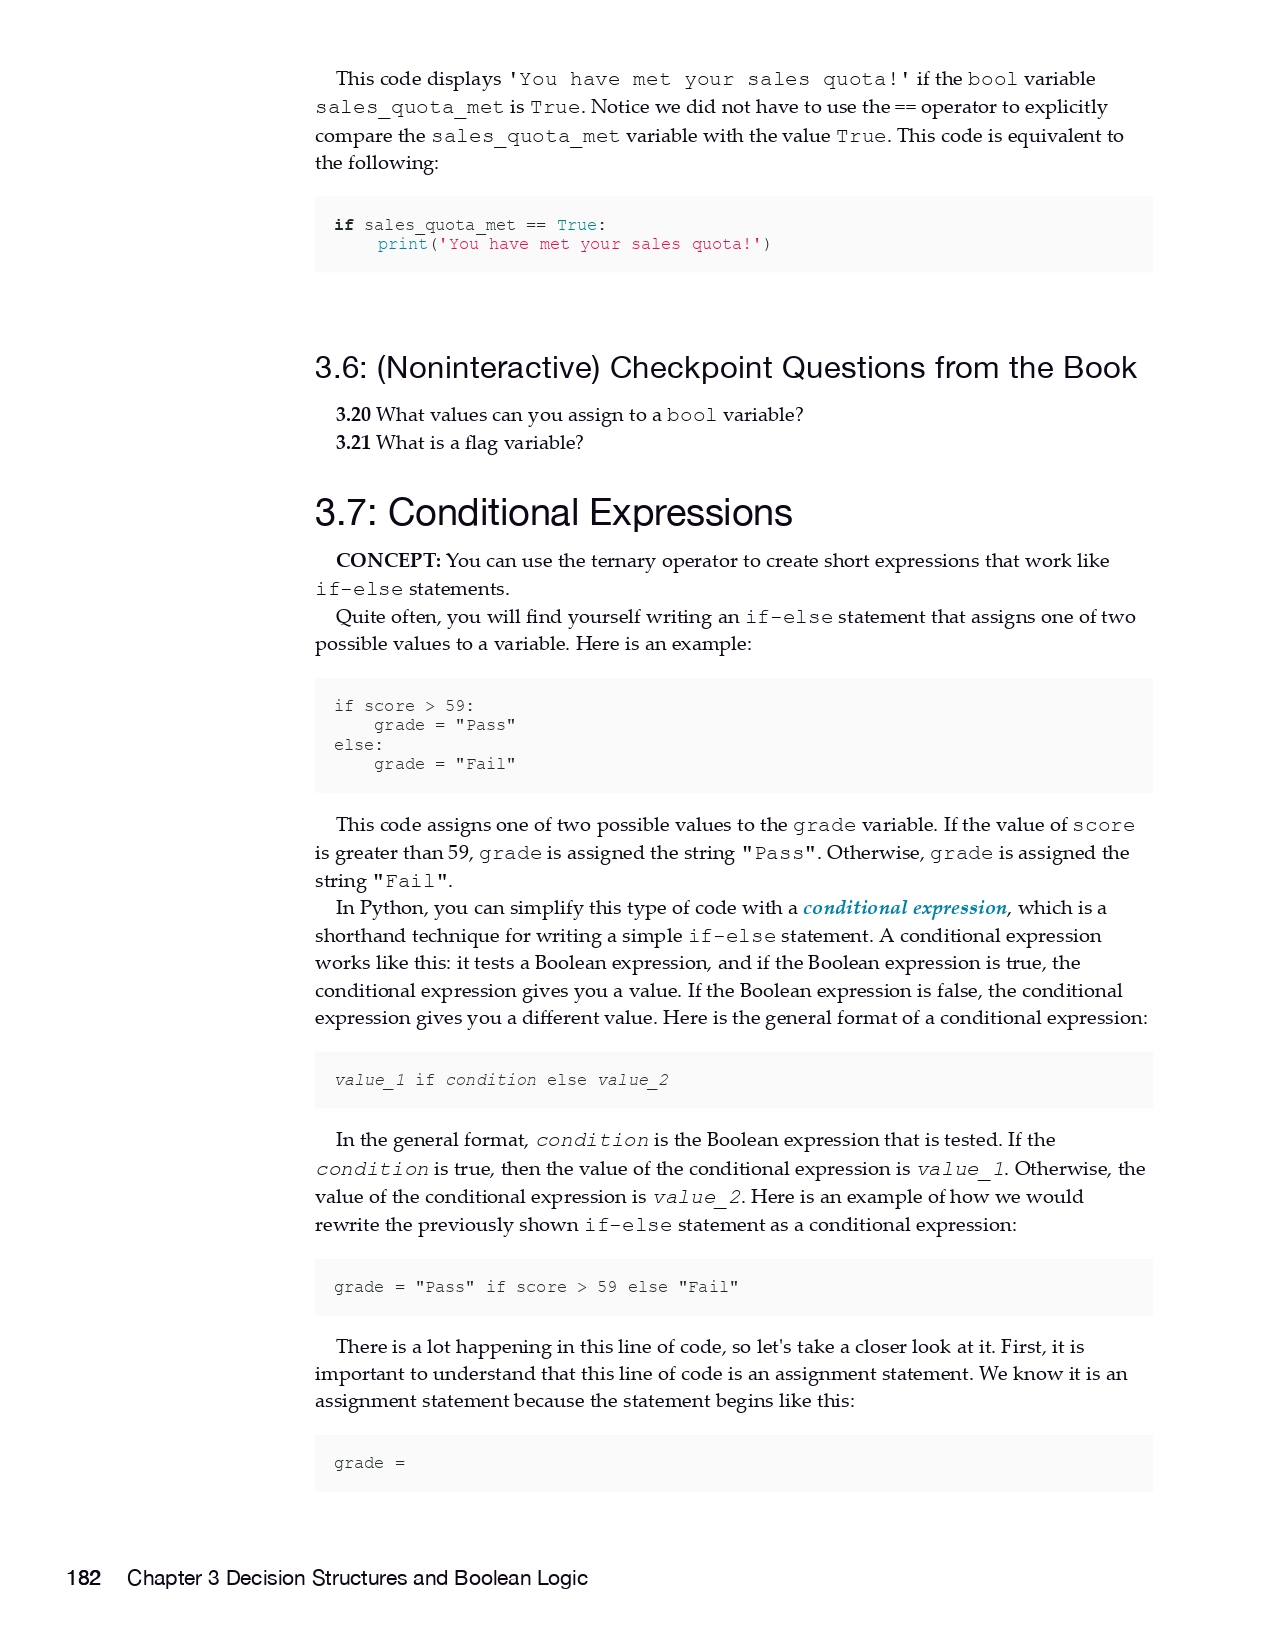 This code displays 'You have met your sales quota!' if the bool variable
sales_quota_met is True. Notice we did not have to use the == operator to explicitly
compare the sales_quota_met variable with the value True. This code is equivalent to
the following:
if sales_quota_met == True:
    print('You have met your sales quota!')
3.6: (Noninteractive) Checkpoint Questions from the Book
3.20 What values can you assign to a bool variable?
3.21 What is a flag variable?
3.7: Conditional Expressions
CONCEPT: You can use the ternary operator to create short expressions that work like
if-else statements.
Quite often, you will find yourself writing an if-else statement that assigns one of two
possible values to a variable. Here is an example:
if score > 59:
    grade = "Pass"
else:
    grade = "Fail"
This code assigns one of two possible values to the grade variable. If the value of score
is greater than 59, grade is assigned the string "Pass". Otherwise, grade is assigned the
string "Fail".
In Python, you can simplify this type of code with a conditional expression, which is a
shorthand technique for writing a simple if-else statement. A conditional expression
works like this: it tests a Boolean expression, and if the Boolean expression is true, the
conditional expression gives you a value. If the Boolean expression is false, the conditional
expression gives you a different value. Here is the general format of a conditional expression:
value_1 if condition else value_2
In the general format, condition is the Boolean expression that is tested. If the
condition is true, then the value of the conditional expression is value_1. Otherwise, the
value of the conditional expression is value_2. Here is an example of how we would
rewrite the previously shown if-else statement as a conditional expression:
grade = "Pass" if score > 59 else "Fail"
There is a lot happening in this line of code, so let's take a closer look at it. First, it is
important to understand that this line of code is an assignment statement. We know it is an
assignment statement because the statement begins like this:
grade =
182 Chapter 3 Decision Structures and Boolean Logic